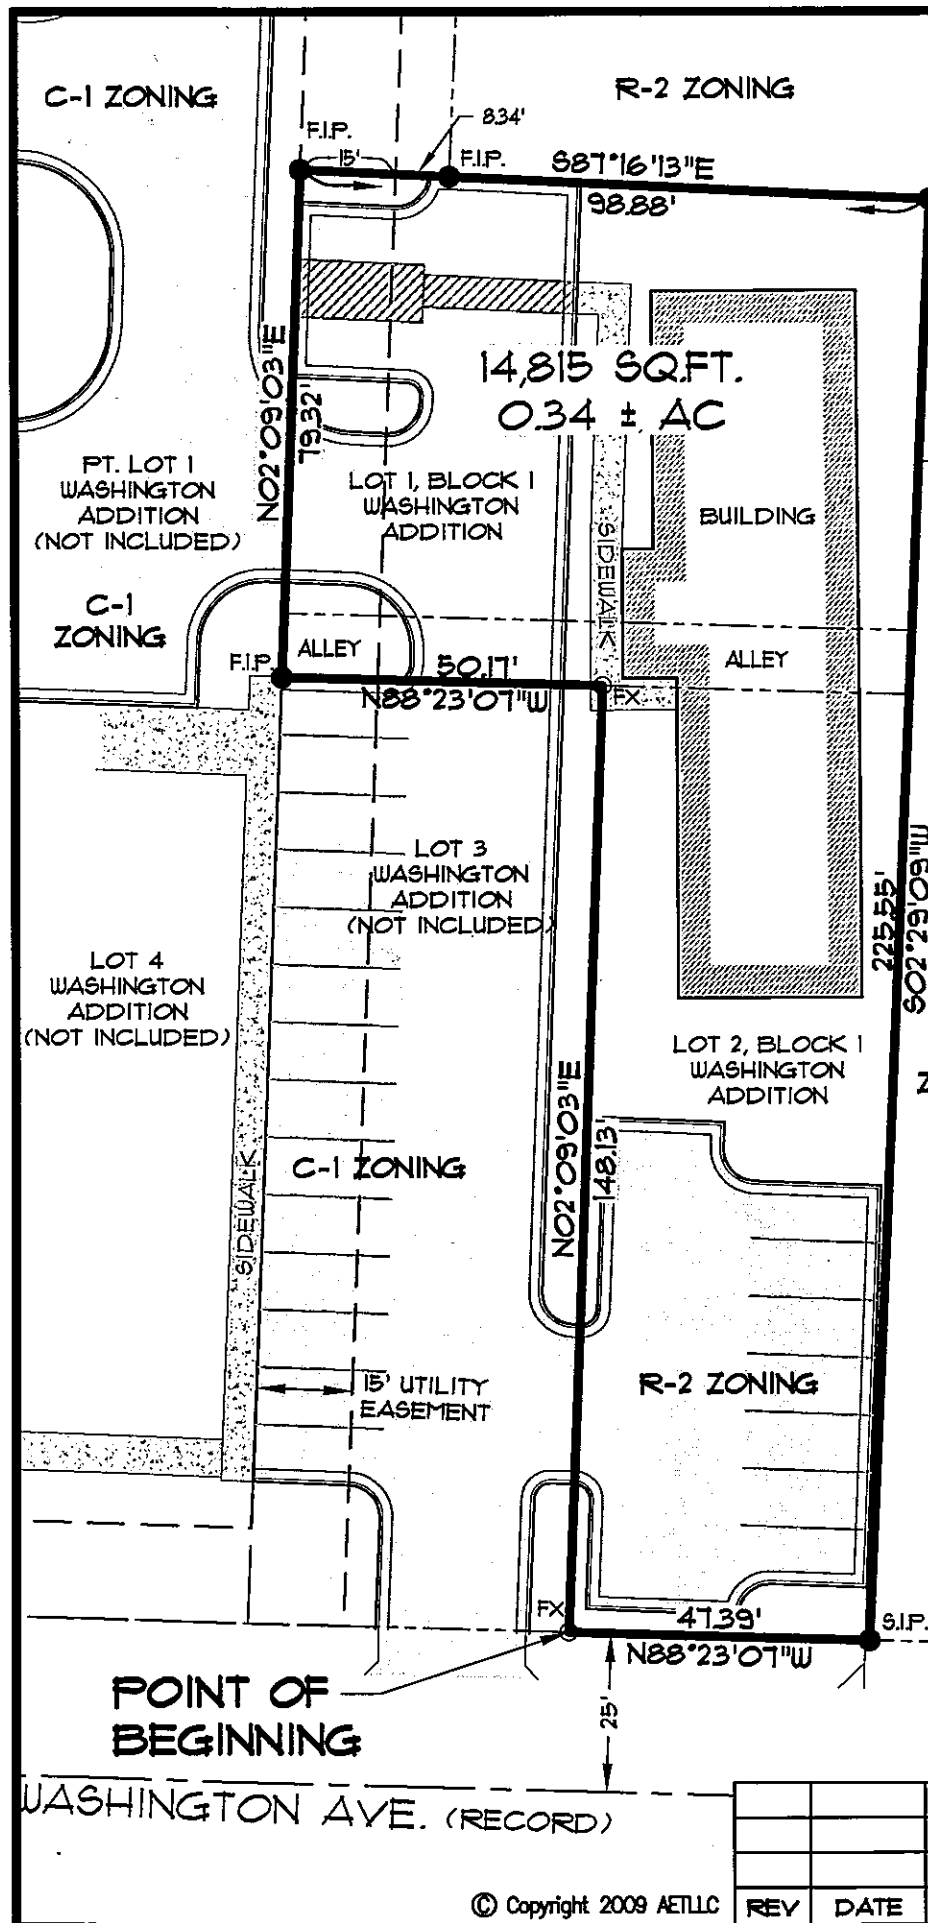 C-1 ZONING
R-2 ZONING
8.34'
F.I.P.
15'
F.I.P.
S87°16'13"E
98.88'
N02°09'03"E
79.32'
14,815 SQ.FT.
0.34 ± AC
PT. LOT 1
WASHINGTON
ADDITION
(NOT INCLUDED)
LOT 1, BLOCK 1
WASHINGTON
ADDITION
BUILDING
SIDEWALK
C-1
ZONING
F.I.P.
ALLEY
ALLEY
50.17'
N88°23'07"W
FX
LOT 3
WASHINGTON
ADDITION
(NOT INCLUDED)
225.55'
S02°29'09"W
LOT 4
WASHINGTON
ADDITION
(NOT INCLUDED)
LOT 2, BLOCK 1
WASHINGTON
ADDITION
Z
N02°09'03"E
148.13'
C-1 ZONING
SIDEWALK
15' UTILITY
EASEMENT
R-2 ZONING
FX
47.39'
N88°23'07"W
S.I.P.
POINT OF
BEGINNING
25'
WASHINGTON AVE. (RECORD)
© Copyright 2009 AETLLC
REV DATE